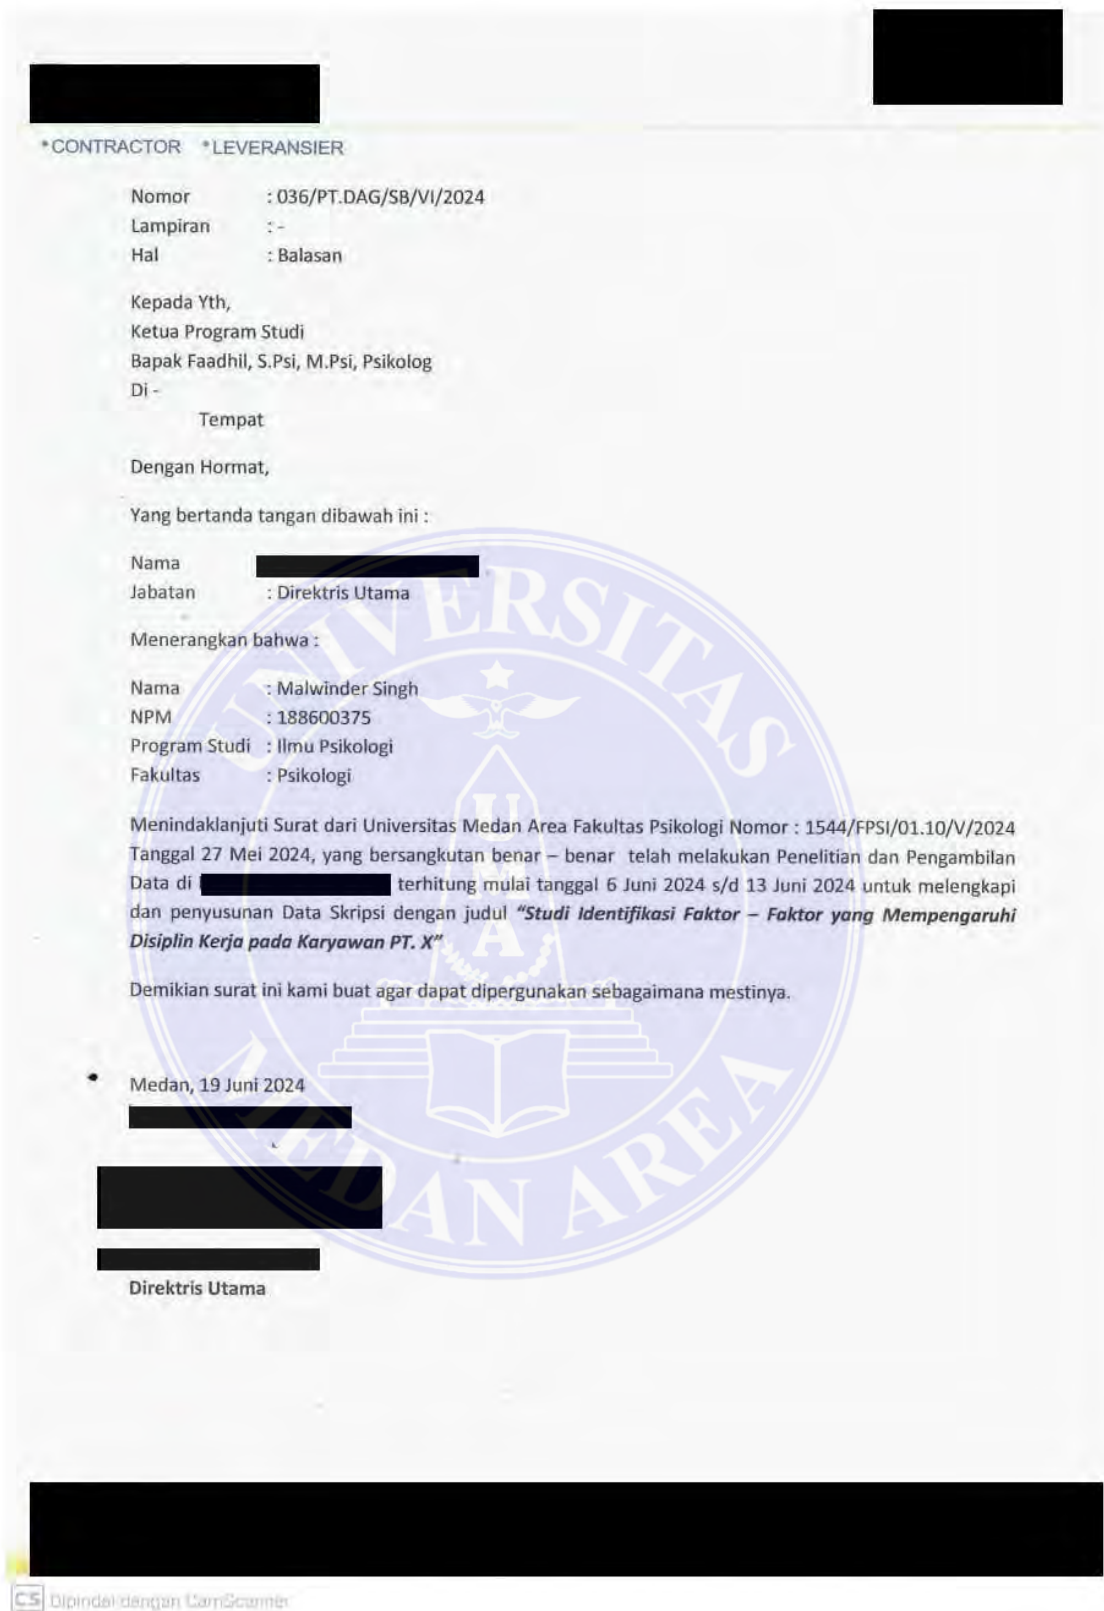 *CONTRACTOR *LEVERANSIER
Nomor : 036/PT.DAG/SB/VI/2024
Lampiran : -
Hal : Balasan
Kepada Yth,
Ketua Program Studi
Bapak Faadhil, S.Psi, M.Psi, Psikolog
Di -
Tempat
Dengan Hormat,
Yang bertanda tangan dibawah ini :
Nama
Jabatan : Direktris Utama
Menerangkan bahwa :
Nama : Malwinder Singh
NPM : 188600375
Program Studi : Ilmu Psikologi
Fakultas : Psikologi
Menindaklanjuti Surat dari Universitas Medan Area Fakultas Psikologi Nomor : 1544/FPSI/01.10/V/2024
Tanggal 27 Mei 2024, yang bersangkutan benar – benar telah melakukan Penelitian dan Pengambilan
Data di terhitung mulai tanggal 6 Juni 2024 s/d 13 Juni 2024 untuk melengkapi
dan penyusunan Data Skripsi dengan judul "Studi Identifikasi Faktor – Faktor yang Mempengaruhi
Disiplin Kerja pada Karyawan PT. X"
Demikian surat ini kami buat agar dapat dipergunakan sebagaimana mestinya.
Medan, 19 Juni 2024
Direktris Utama
UNIVERSITAS
UMA
MEDAN AREA
CS Dipindai dengan CamScanner